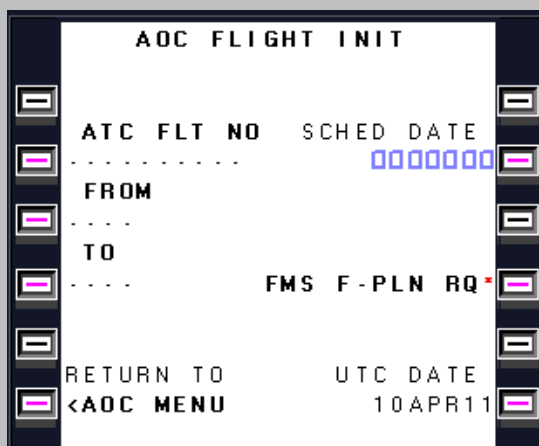 AOC FLIGHT INIT
ATC FLT NO SCHED DATE
. . . . . . . . . . ▯▯▯▯▯▯▯
FROM
. . . .
TO
. . . . FMS F-PLN RQ*
RETURN TO UTC DATE
<AOC MENU 10APR11